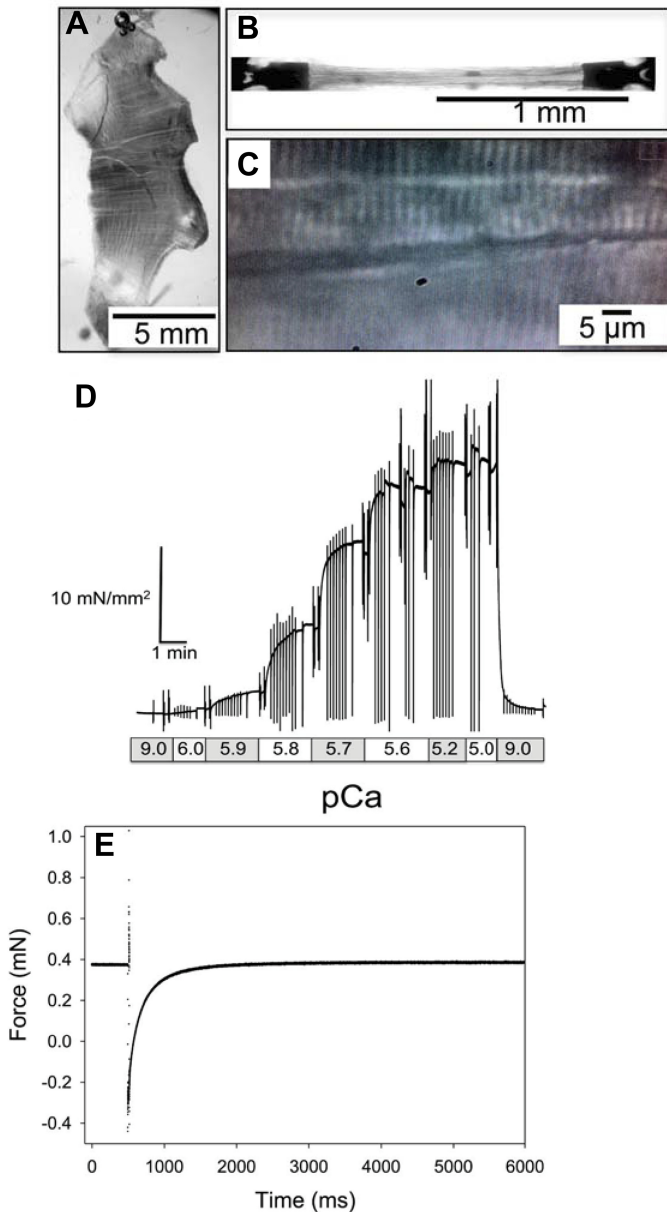 A
5 mm
B
1 mm
C
5 µm
D
10 mN/mm²
1 min
9.0 6.0 5.9 5.8 5.7 5.6 5.2 5.0 9.0
pCa
E
1.0
0.8
0.6
0.4
0.2
0.0
-0.2
-0.4
Force (mN)
0 1000 2000 3000 4000 5000 6000
Time (ms)